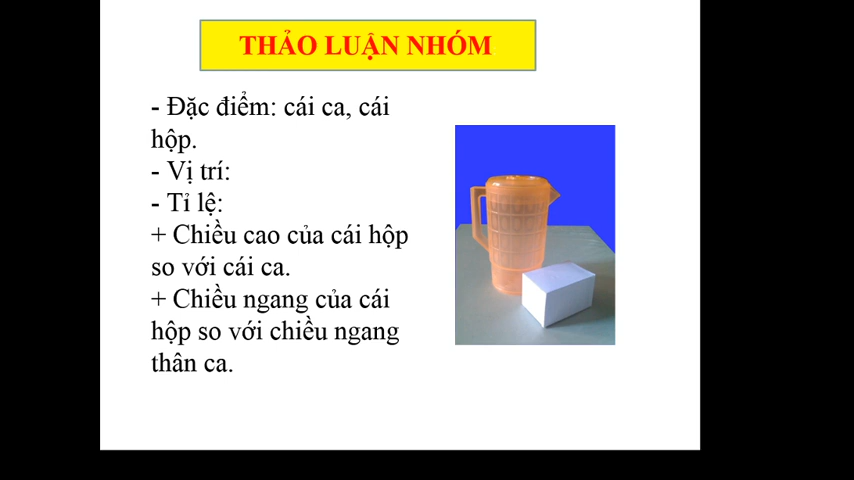 THẢO LUẬN NHÓM
- Đặc điểm: cái ca, cái
hộp.
- Vị trí:
- Tỉ lệ:
+ Chiều cao của cái hộp
so với cái ca.
+ Chiều ngang của cái
hộp so với chiều ngang
thân ca.